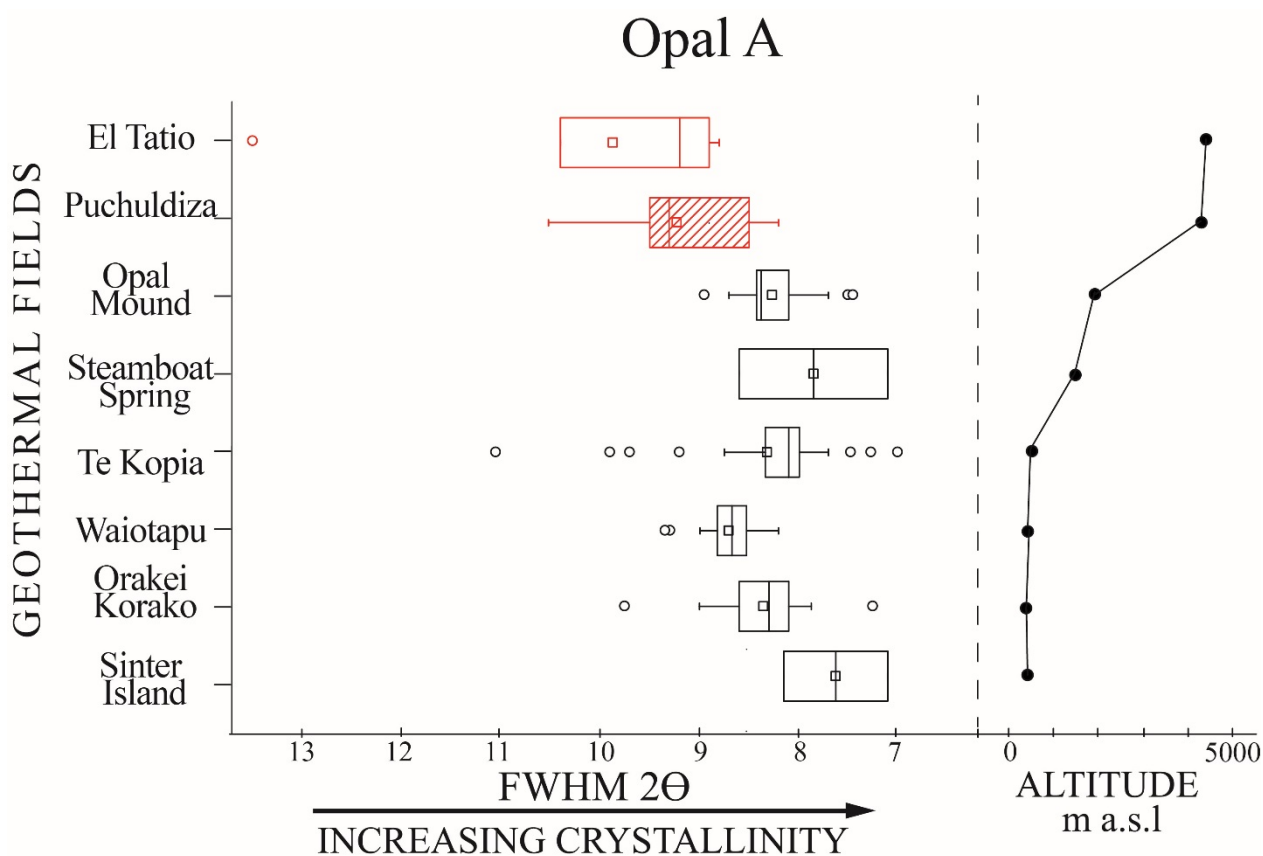 Opal A
GEOTHERMAL FIELDS
El Tatio
Puchuldiza
Opal
Mound
Steamboat
Spring
Te Kopia
Waiotapu
Orakei
Korako
Sinter
Island
13 12 11 10 9 8 7 0 5000
FWHM 2Θ
INCREASING CRYSTALLINITY
ALTITUDE
m a.s.l